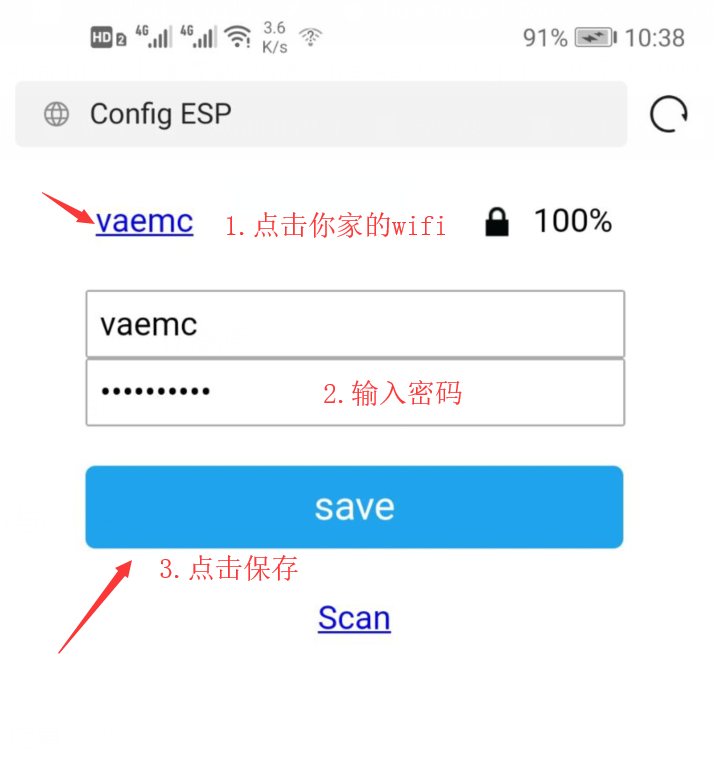 HD 2 4G 4G 3.6 K/s 91% 10:38
Config ESP
vaemc 1.点击你家的wifi 100%
vaemc
•••••••••• 2.输入密码
save
3.点击保存
Scan